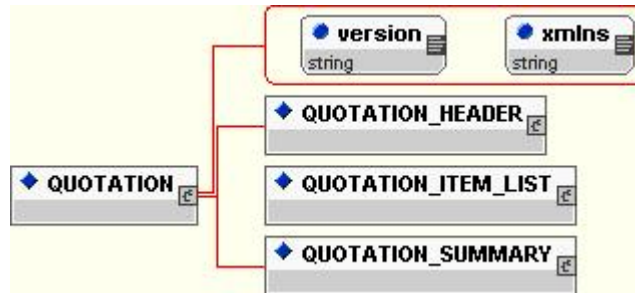 version
string
xmlns
string
QUOTATION_HEADER
QUOTATION
QUOTATION_ITEM_LIST
QUOTATION_SUMMARY